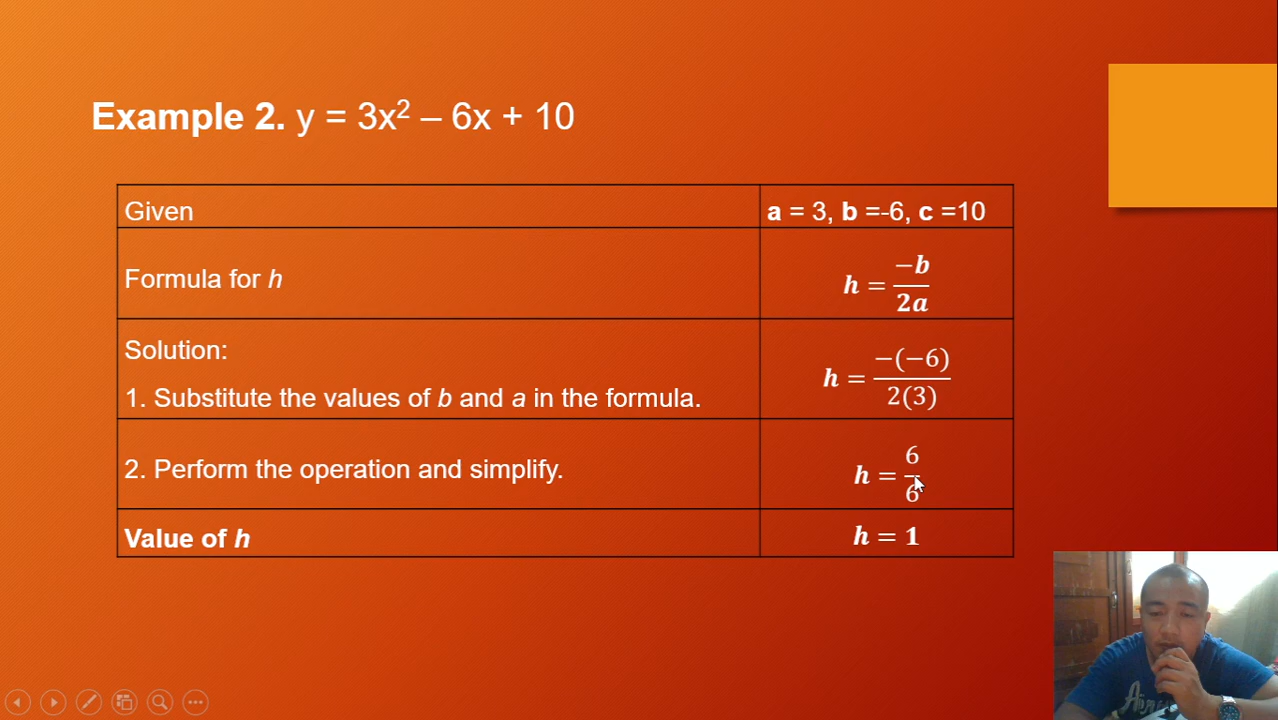 Example 2. y = 3x² – 6x + 10
Given
a = 3, b =-6, c =10
Formula for h
h = −b/2a
Solution:
1. Substitute the values of b and a in the formula.
h = −(−6)/2(3)
2. Perform the operation and simplify.
h = 6/6
Value of h
h = 1